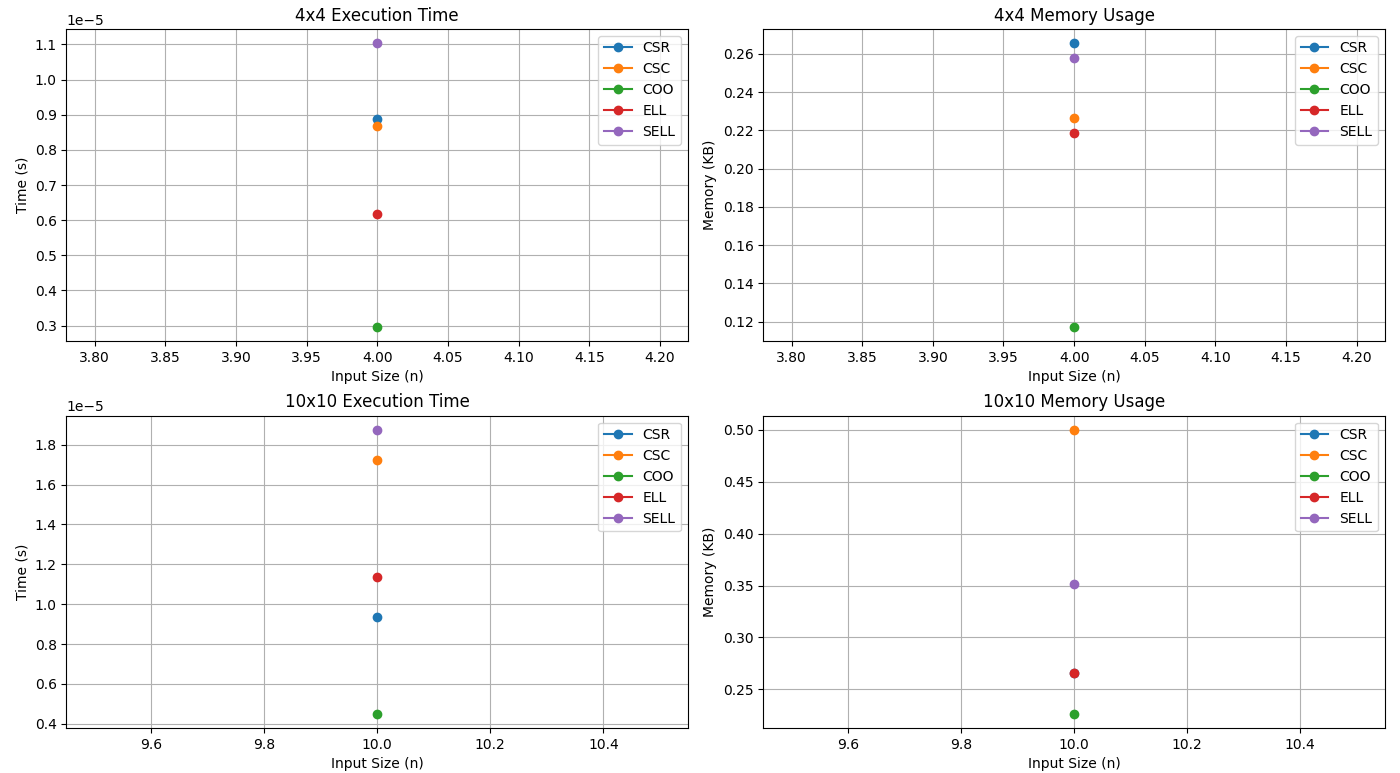 4x4 Execution Time
1e−5
1.1
1.0
0.9
0.8
0.7
0.6
0.5
0.4
0.3
Time (s)
3.80 3.85 3.90 3.95 4.00 4.05 4.10 4.15 4.20
Input Size (n)
CSR
CSC
COO
ELL
SELL
4x4 Memory Usage
0.26
0.24
0.22
0.20
0.18
0.16
0.14
0.12
Memory (KB)
3.80 3.85 3.90 3.95 4.00 4.05 4.10 4.15 4.20
Input Size (n)
CSR
CSC
COO
ELL
SELL
10x10 Execution Time
1e−5
1.8
1.6
1.4
1.2
1.0
0.8
0.6
0.4
Time (s)
9.6 9.8 10.0 10.2 10.4
Input Size (n)
CSR
CSC
COO
ELL
SELL
10x10 Memory Usage
0.50
0.45
0.40
0.35
0.30
0.25
Memory (KB)
9.6 9.8 10.0 10.2 10.4
Input Size (n)
CSR
CSC
COO
ELL
SELL